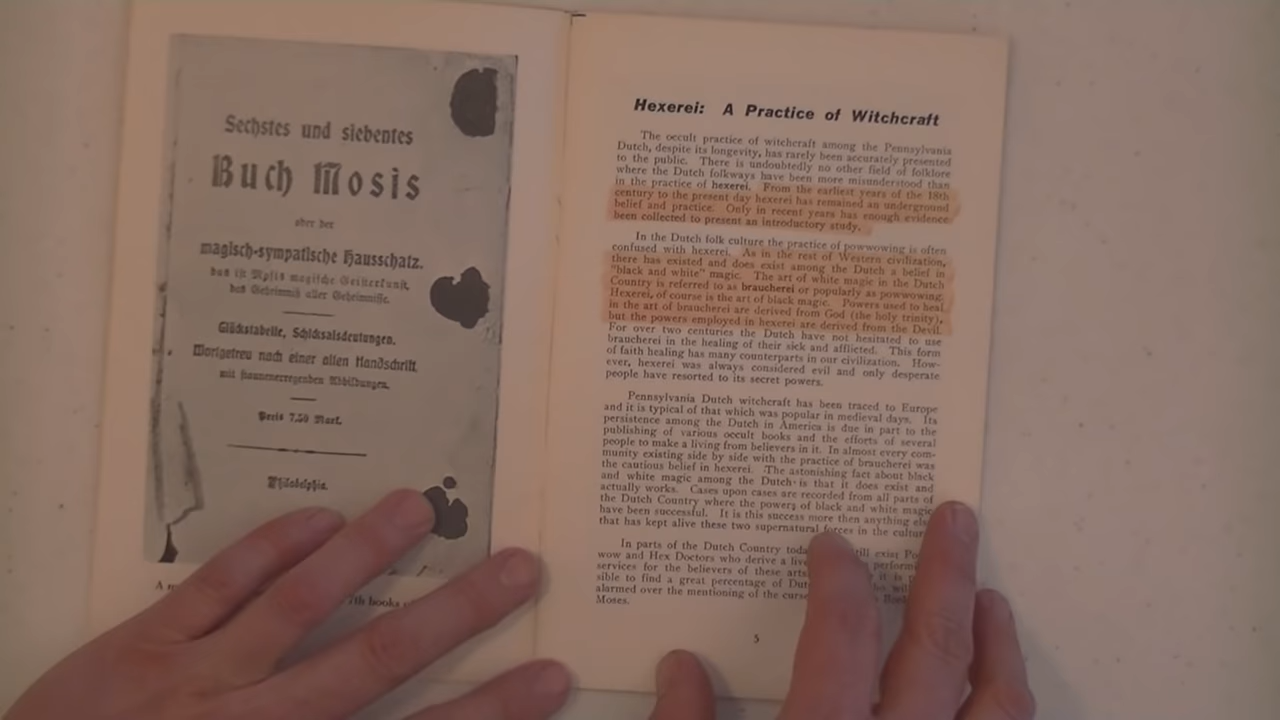 Sechstes und siebentes
Buch Mosis
oder der
magisch-sympatische Hausschatz.
das ist Mosis magische Geisterkunst,
das Geheimnis aller Geheimnisse.
Glückstabelle, Schicksalsdeutungen.
Wortgetreu nach einer alten Handschrift.
mit staunenerregenden Abbildungen.
Preis 7,50 Mark.
Philadelphia.
7th books
Hexerei: A Practice of Witchcraft
The occult practice of witchcraft among the Pennsylvania
Dutch, despite its longevity, has rarely been accurately presented
to the public. There is undoubtedly no other field of folklore
where the Dutch folkways have been more misunderstood than
in the practice of hexerei. From the earliest years of the 18th
century to the present day hexerei has remained an underground
belief and practice. Only in recent years has enough evidence
been collected to present an introductory study.
In the Dutch folk culture the practice of powwowing is often
confused with hexerei. As in the rest of Western civilization,
there has existed and does exist among the Dutch a belief in
"black and white" magic. The art of white magic in the Dutch
Country is referred to as braucherei or popularly as powwowing.
Hexerei, of course is the art of black magic. Powers used to heal
in the art of braucherei are derived from God (the holy trinity),
but the powers employed in hexerei are derived from the Devil.
For over two centuries the Dutch have not hesitated to use
braucherei in the healing of their sick and afflicted. This form
of faith healing has many counterparts in our civilization. How-
ever, hexerei was always considered evil and only desperate
people have resorted to its secret powers.
Pennsylvania Dutch witchcraft has been traced to Europe
and it is typical of that which was popular in medieval days. Its
persistence among the Dutch in America is due in part to the
publishing of various occult books and the efforts of several
people to make a living from believers in it. In almost every com-
munity existing side by side with the practice of braucherei was
the cautious belief in hexerei. The astonishing fact about black
and white magic among the Dutch is that it does exist and
actually works. Cases upon cases are recorded from all parts of
the Dutch Country where the powers of black and white magic
have been successful. It is this success more then anything else
that has kept alive these two supernatural forces in the culture
In parts of the Dutch Country exist
wow and Hex Doctors who derive a
services for the believers of these arts it is
sible to find a great percentage of
alarmed over the mentioning of the
Moses.
5